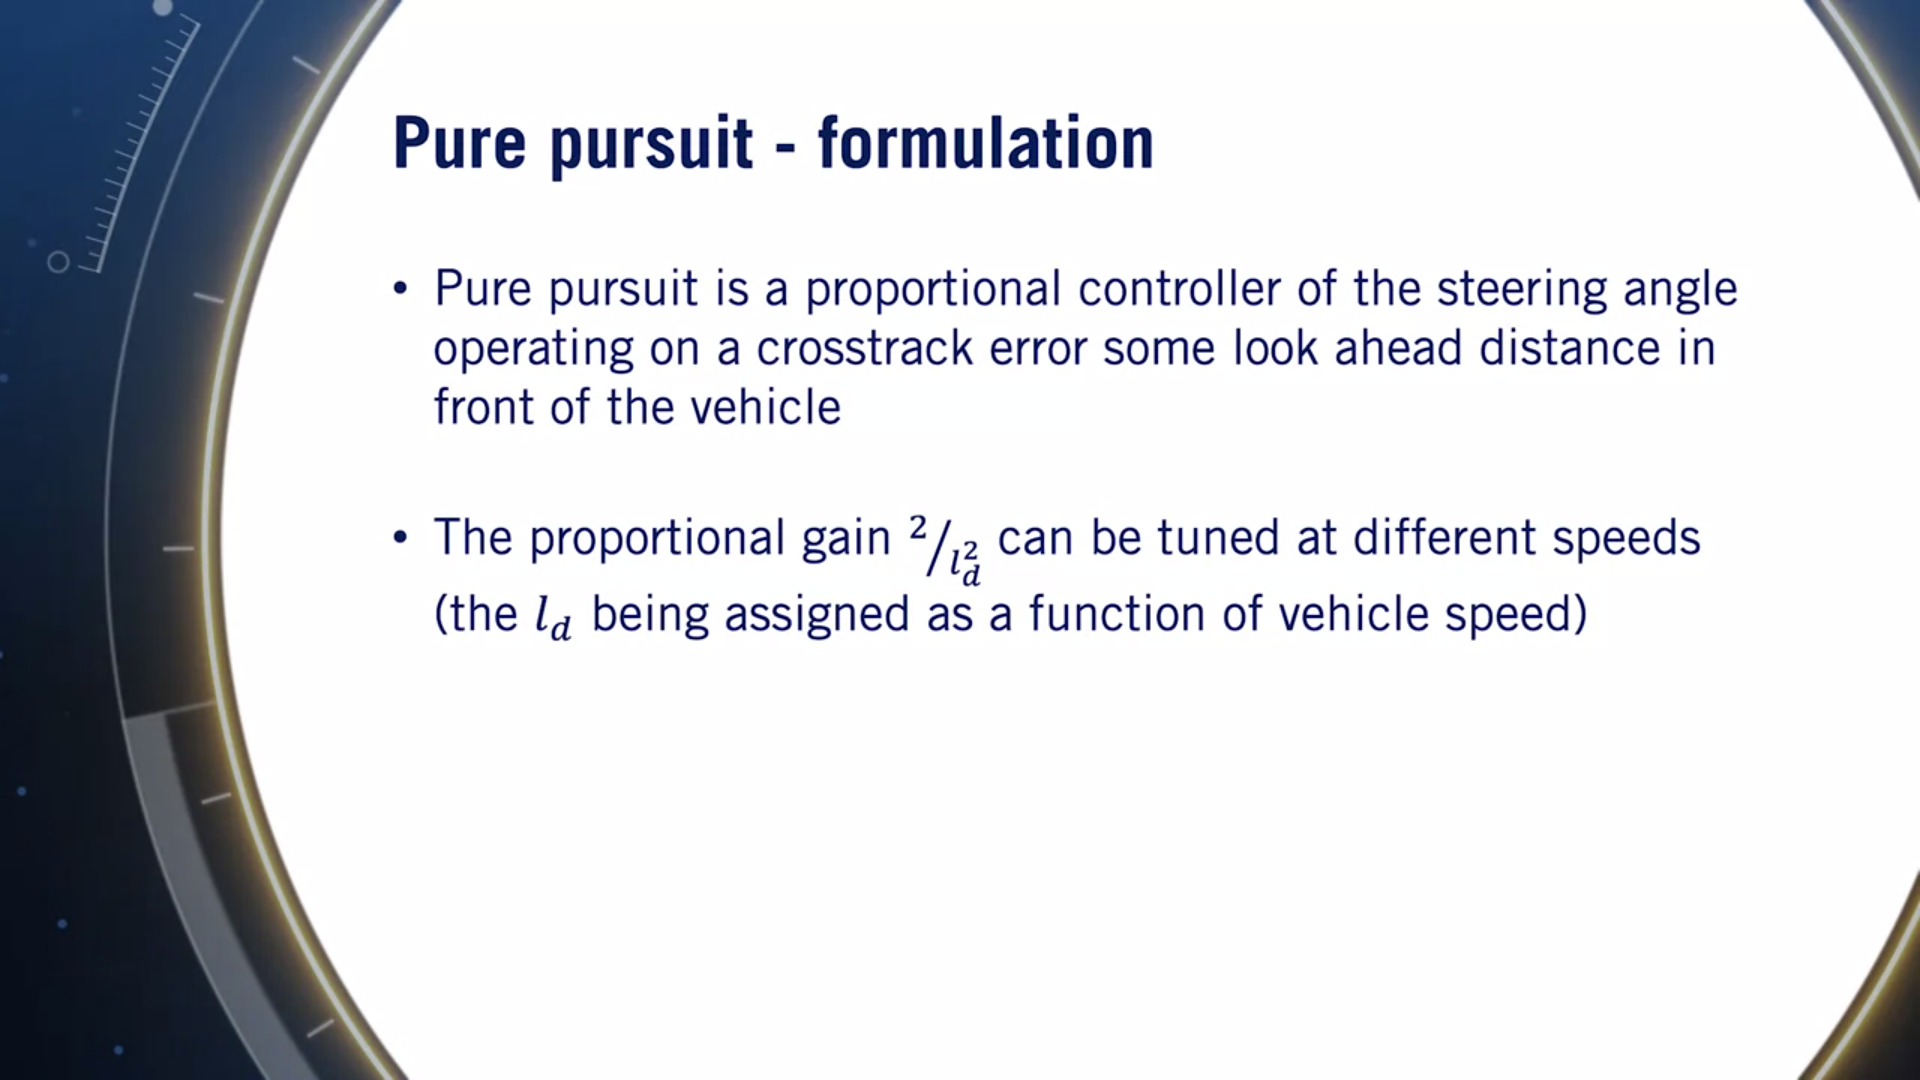 Pure pursuit - formulation
• Pure pursuit is a proportional controller of the steering angle
operating on a crosstrack error some look ahead distance in
front of the vehicle
• The proportional gain 2/l_d^2 can be tuned at different speeds
(the l_d being assigned as a function of vehicle speed)